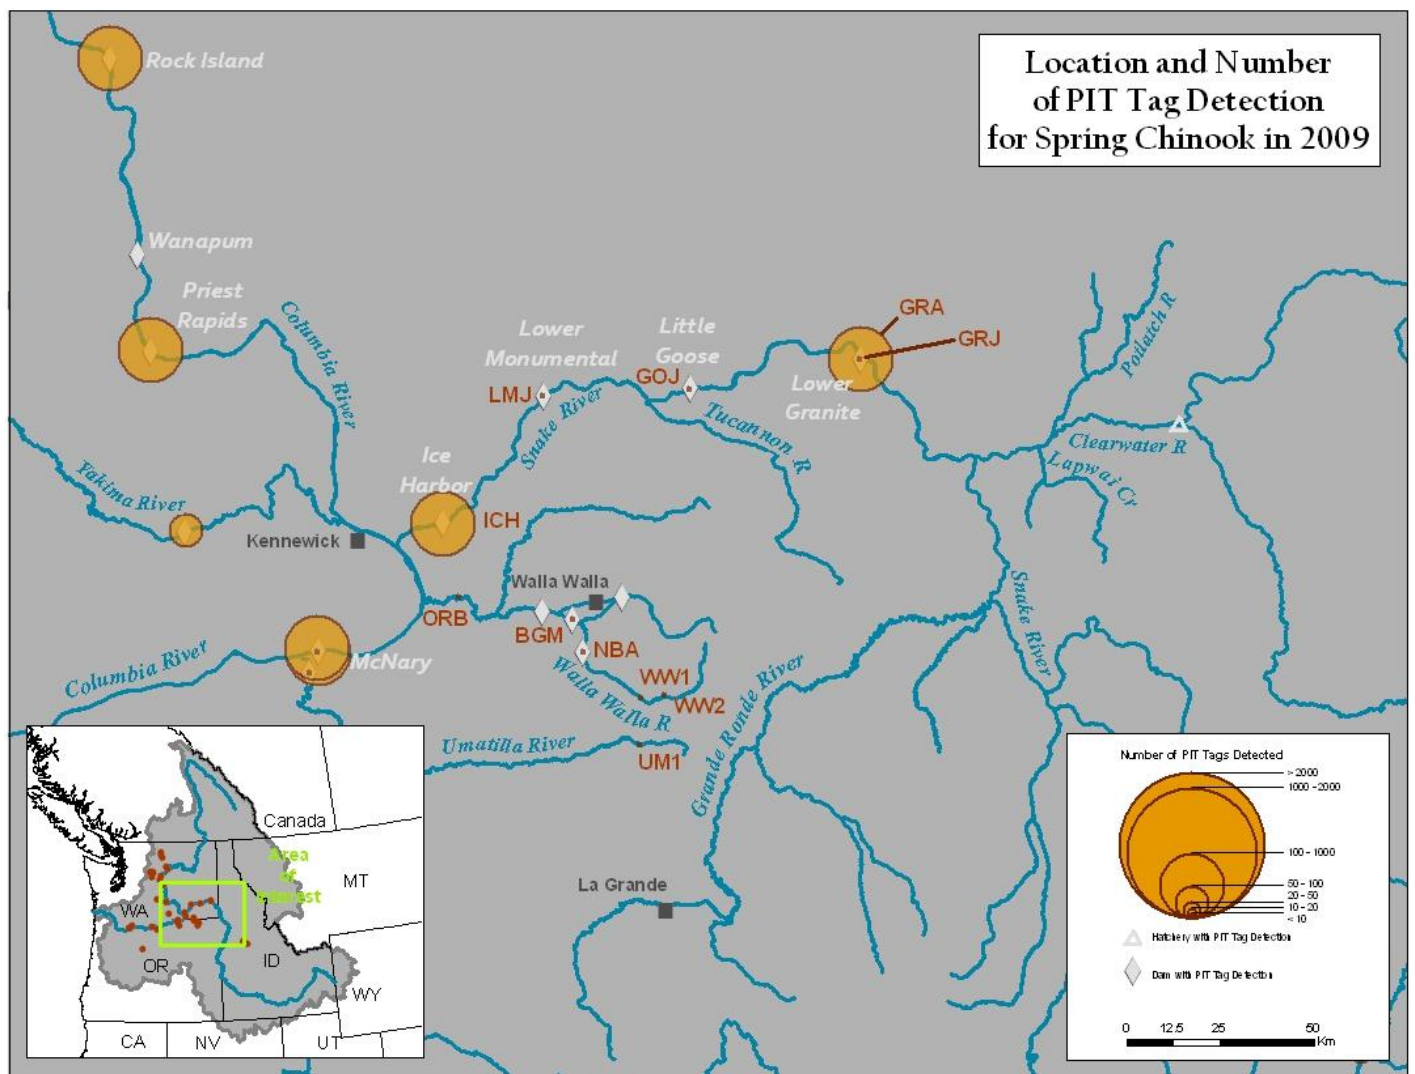 Location and Number
of PIT Tag Detection
for Spring Chinook in 2009
Rock Island
Wanapum
Priest
Rapids
Columbia River
Lower
Monumental
Little
Goose
GRA
GRJ
Potlatch R
LMJ
GOJ
Lower
Granite
Snake River
Tucannon R
Clearwater R
Lapwai Cr
Ice
Harbor
ICH
Yakima River
Kennewick
Walla Walla
ORB
BGM
NBA
McNary
Columbia River
WW1
WW2
Walla Walla R
Snake River
Grande Ronde River
Umatilla River
UM1
La Grande
Canada
Area
of
Interest
MT
WA
OR
ID
WY
CA
NV
UT
Number of PIT Tags Detected
> 2000
1000 - 2000
100 - 1000
50 - 100
20 - 50
10 - 20
< 10
Hatchery with PIT Tag Detection
Dam with PIT Tag Detection
0 12.5 25 50
Km